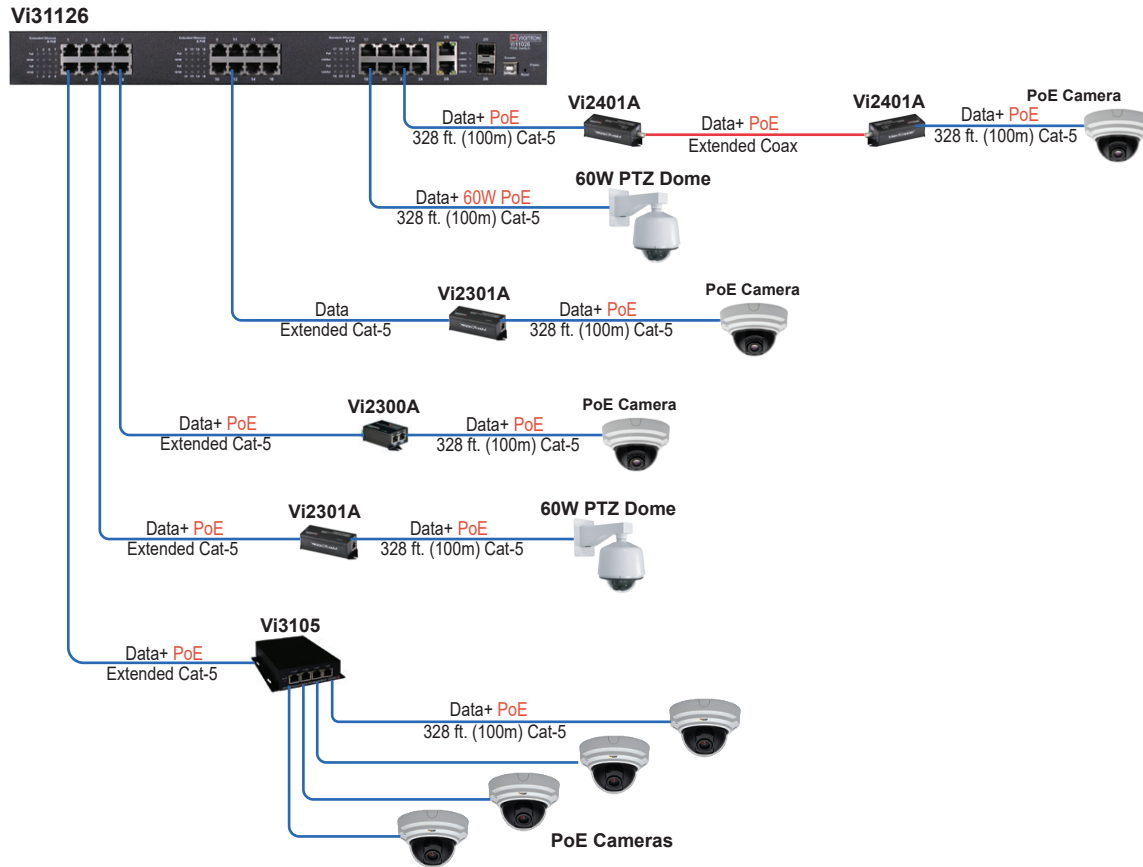 Vi31126
Vi2401A
Vi2401A
PoE Camera
Data+ PoE
328 ft. (100m) Cat-5
Data+ PoE
Extended Coax
Data+ PoE
328 ft. (100m) Cat-5
60W PTZ Dome
Data+ 60W PoE
328 ft. (100m) Cat-5
Vi2301A
PoE Camera
Data
Extended Cat-5
Data+ PoE
328 ft. (100m) Cat-5
Vi2300A
PoE Camera
Data+ PoE
Extended Cat-5
Data+ PoE
328 ft. (100m) Cat-5
Vi2301A
60W PTZ Dome
Data+ PoE
Extended Cat-5
Data+ PoE
328 ft. (100m) Cat-5
Vi3105
Data+ PoE
Extended Cat-5
Data+ PoE
328 ft. (100m) Cat-5
PoE Cameras